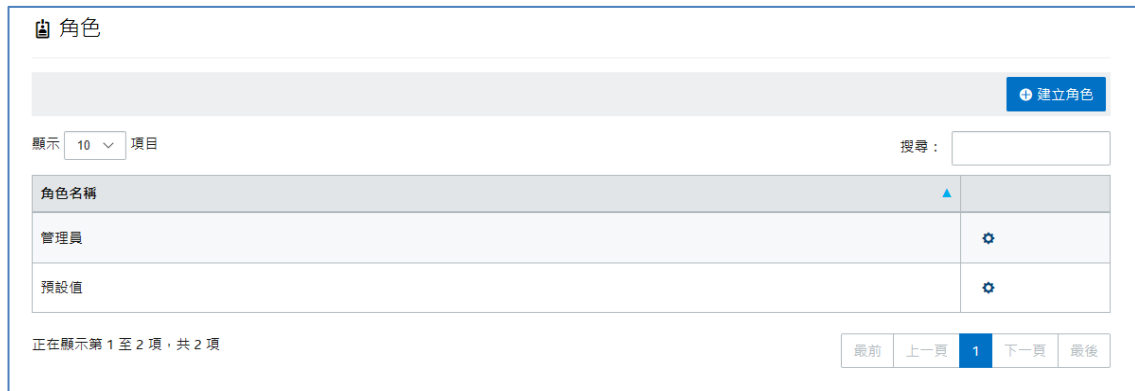 角色
建立角色
顯示 10 項目
搜尋：
角色名稱
管理員
預設值
正在顯示第 1 至 2 項，共 2 項
最前 上一頁 1 下一頁 最後